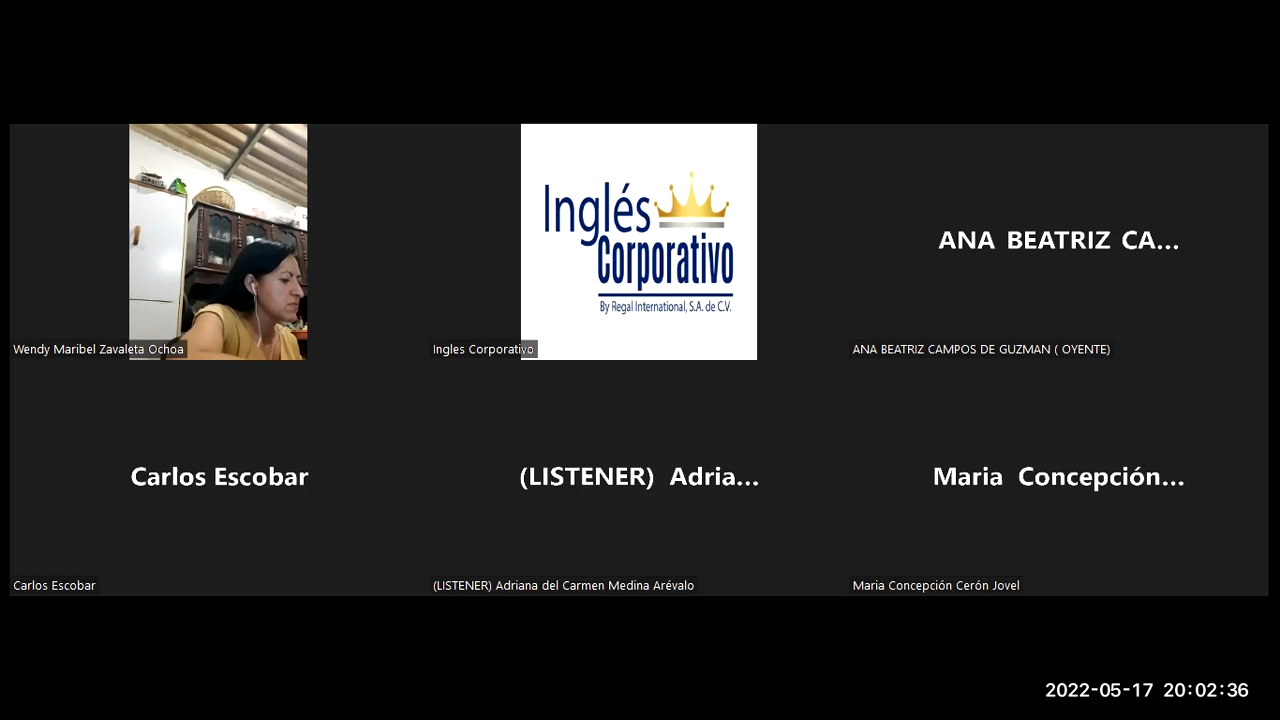 Inglés
Corporativo
By Regal International, S.A. de C.V.
ANA BEATRIZ CA...
Wendy Maribel Zavaleta Ochoa
Ingles Corporativo
ANA BEATRIZ CAMPOS DE GUZMAN ( OYENTE)
Carlos Escobar
(LISTENER) Adria...
Maria Concepción...
Carlos Escobar
(LISTENER) Adriana del Carmen Medina Arévalo
Maria Concepción Cerón Jovel
2022-05-17 20:02:36